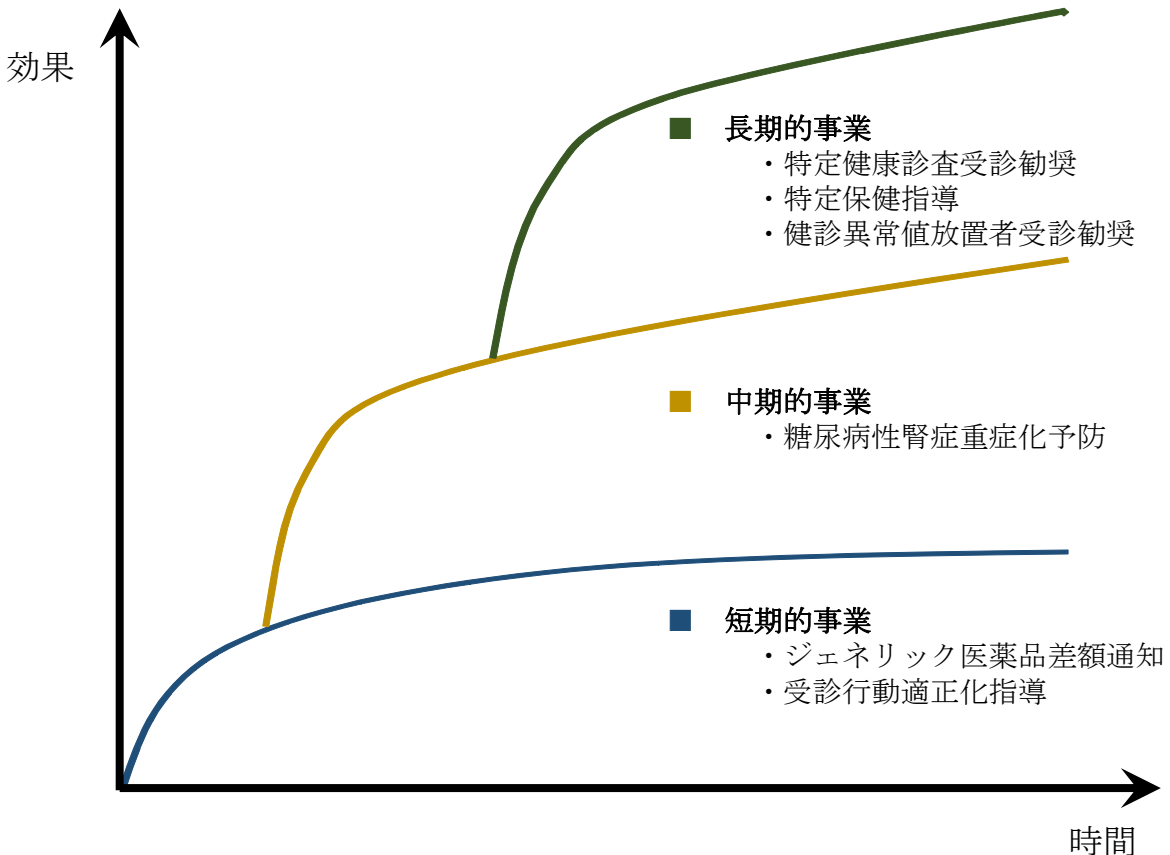 効果
■ 長期的事業
・特定健康診査受診勧奨
・特定保健指導
・健診異常値放置者受診勧奨
■ 中期的事業
・糖尿病性腎症重症化予防
■ 短期的事業
・ジェネリック医薬品差額通知
・受診行動適正化指導
時間